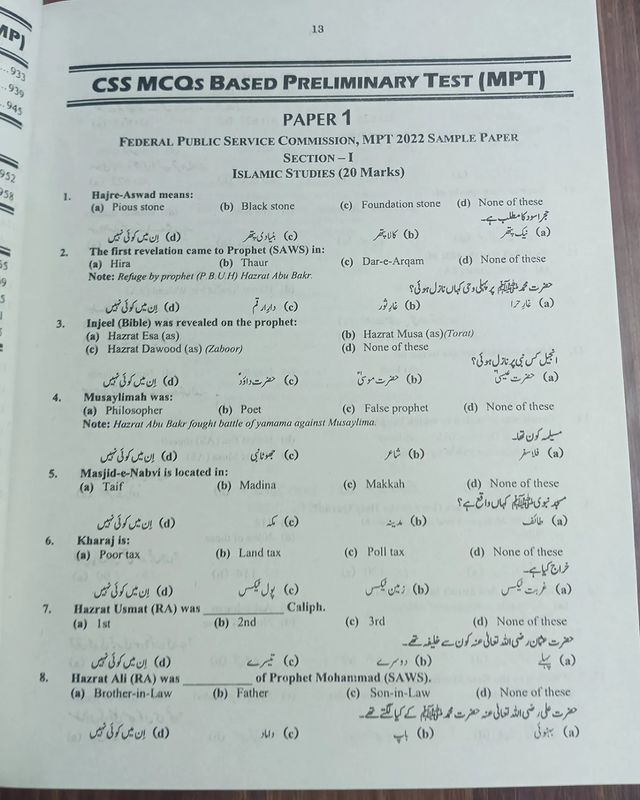 MP)
...933
...939
...945
952
958
13
CSS MCQs BASED PRELIMINARY TEST (MPT)
PAPER 1
FEDERAL PUBLIC SERVICE COMMISSION, MPT 2022 SAMPLE PAPER
SECTION – I
ISLAMIC STUDIES (20 Marks)
1. Hajre-Aswad means:
(a) Pious stone (b) Black stone (c) Foundation stone (d) None of these
حجر اسود کا مطلب ہے۔
(a) نیک پتھر (b) کالا پتھر (c) بنیادی پتھر (d) اِن میں کوئی نہیں
2. The first revelation came to Prophet (SAWS) in:
(a) Hira (b) Thaur (c) Dar-e-Arqam (d) None of these
Note: Refuge by prophet (P.B.U.H) Hazrat Abu Bakr.
حضرت محمد ﷺ پر پہلی وحی کہاں نازل ہوئی؟
(a) غارِ حرا (b) غارِ ثور (c) دارِ ارقم (d) اِن میں کوئی نہیں
3. Injeel (Bible) was revealed on the prophet:
(a) Hazrat Esa (as) (b) Hazrat Musa (as)(Torat)
(c) Hazrat Dawood (as) (Zaboor) (d) None of these
انجیل کس نبی پر نازل ہوئی؟
(a) حضرت عیسیٰؑ (b) حضرت موسیٰؑ (c) حضرت داؤدؑ (d) اِن میں کوئی نہیں
4. Musaylimah was:
(a) Philosopher (b) Poet (c) False prophet (d) None of these
Note: Hazrat Abu Bakr fought battle of yamama against Musaylima.
مسیلمہ کون تھا۔
(a) فلاسفر (b) شاعر (c) جھوٹا نبی (d) اِن میں کوئی نہیں
5. Masjid-e-Nabvi is located in:
(a) Taif (b) Madina (c) Makkah (d) None of these
مسجد نبوی ﷺ کہاں واقع ہے؟
(a) طائف (b) مدینہ (c) مکہ (d) اِن میں کوئی نہیں
6. Kharaj is:
(a) Poor tax (b) Land tax (c) Poll tax (d) None of these
خراج کیا ہے۔
(a) غربت ٹیکس (b) زمین ٹیکس (c) پول ٹیکس (d) اِن میں کوئی نہیں
7. Hazrat Usmat (RA) was __________ Caliph.
(a) 1st (b) 2nd (c) 3rd (d) None of these
حضرت عثمان رضی اللہ تعالیٰ عنہ کون سے خلیفہ تھے۔
(a) پہلے (b) دوسرے (c) تیسرے (d) اِن میں کوئی نہیں
8. Hazrat Ali (RA) was __________ of Prophet Mohammad (SAWS).
(a) Brother-in-Law (b) Father (c) Son-in-Law (d) None of these
حضرت علی رضی اللہ تعالیٰ عنہ حضرت محمد ﷺ کے کیا لگتے تھے۔
(a) بہنوئی (b) باپ (c) داماد (d) اِن میں کوئی نہیں